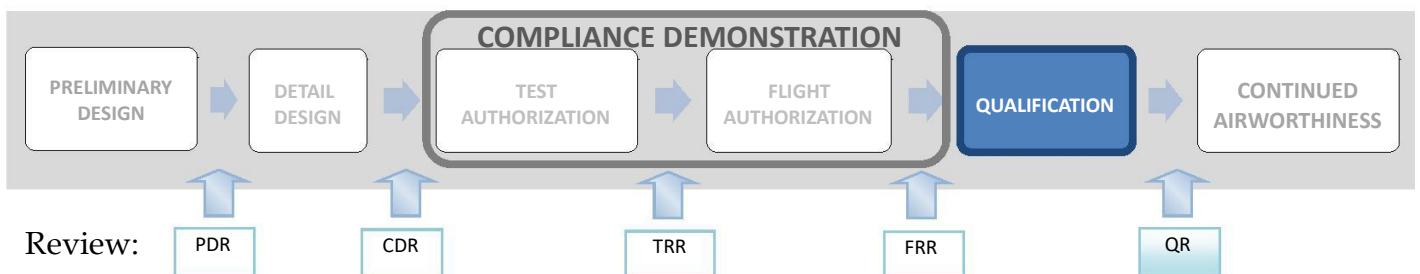 COMPLIANCE DEMONSTRATION
PRELIMINARY
DESIGN
DETAIL
DESIGN
TEST
AUTHORIZATION
FLIGHT
AUTHORIZATION
QUALIFICATION
CONTINUED
AIRWORTHINESS
Review:
PDR
CDR
TRR
FRR
QR